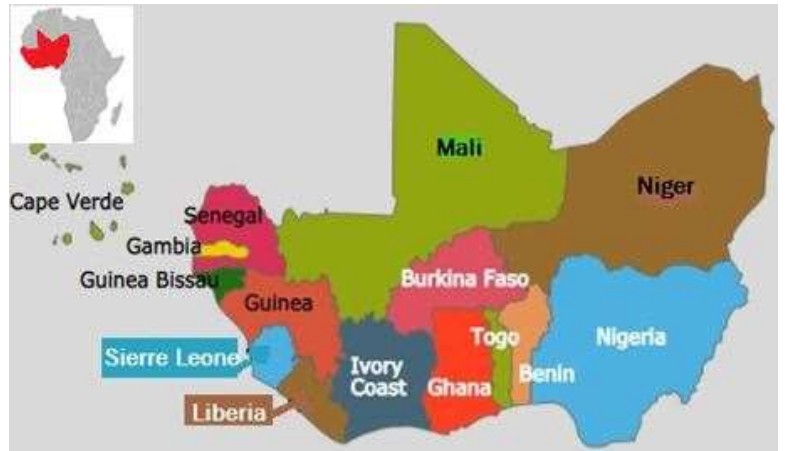 Mali
Niger
Cape Verde
Senegal
Gambia
Guinea Bissau
Burkina Faso
Guinea
Togo
Nigeria
Sierre Leone
Ivory
Coast
Ghana
Benin
Liberia